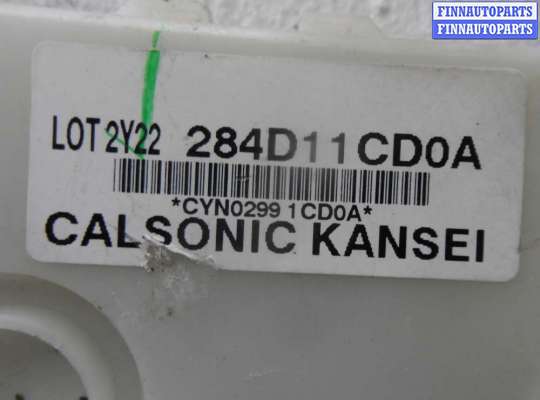 FINNAUTOPARTS
FINNAUTOPARTS
LOT 2Y22 284D11CD0A
*CYN0299 1CD0A*
CALSONIC KANSEI